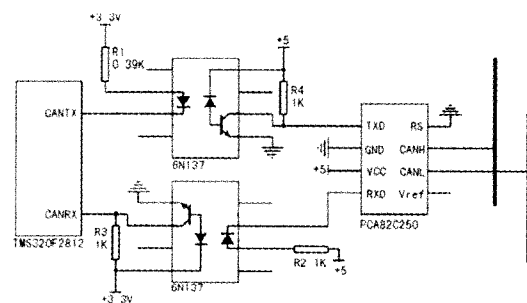 +3 3V
R1
0 39K
+5
R4
1K
CANTX
TXD
RS
GND
CANH
6N137
+5
VCC
CANL
RXD
Vref
CANRX
PCA82C250
TMS320F2812
R3
1K
R2 1K
+5
6N137
+3 3V